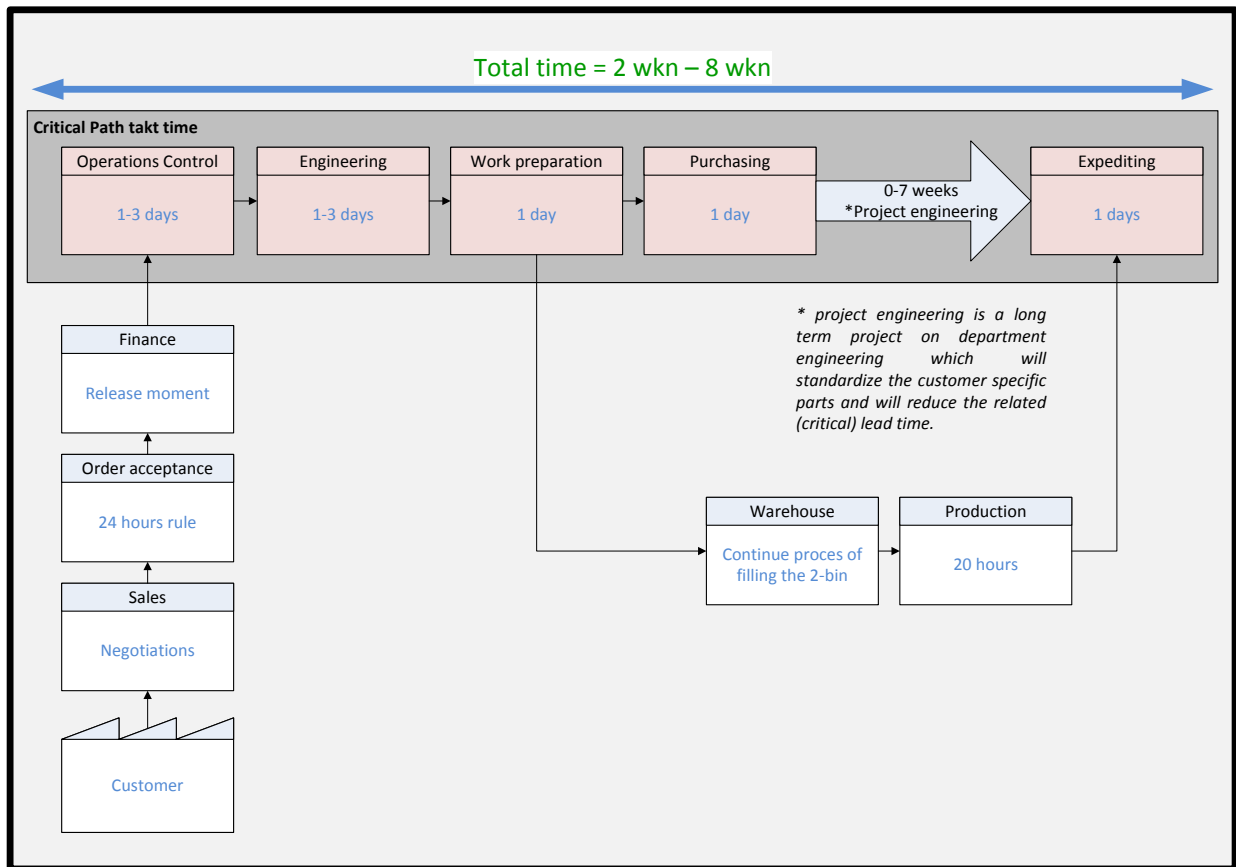 Total time = 2 wkn – 8 wkn
Critical Path takt time
Operations Control
1-3 days
Engineering
1-3 days
Work preparation
1 day
Purchasing
1 day
0-7 weeks
*Project engineering
Expediting
1 days
* project engineering is a long
term project on department
engineering which will
standardize the customer specific
parts and will reduce the related
(critical) lead time.
Finance
Release moment
Order acceptance
24 hours rule
Warehouse
Continue proces of
filling the 2-bin
Production
20 hours
Sales
Negotiations
Customer